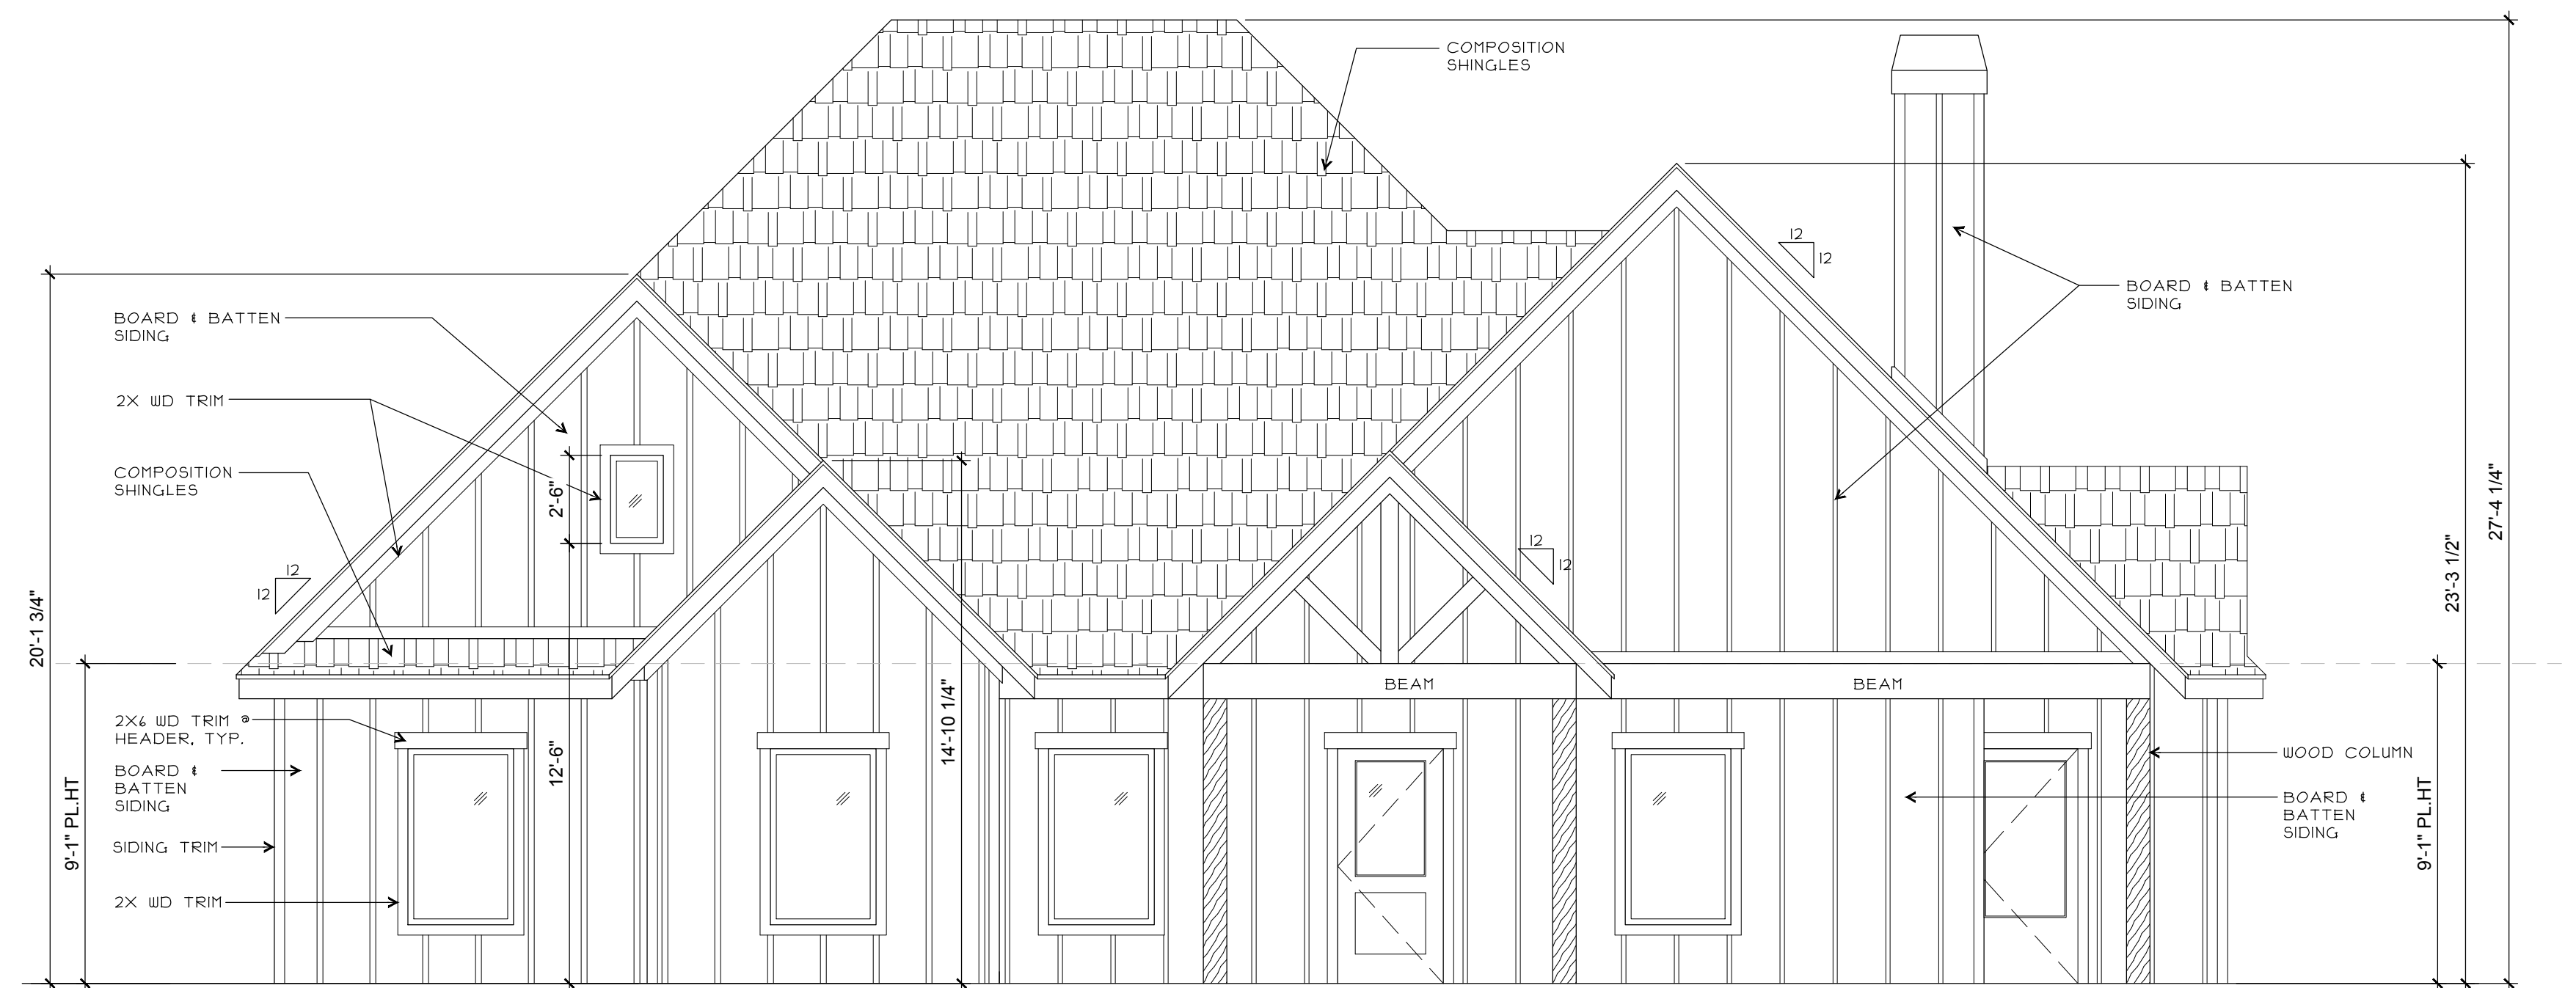 COMPOSITION
SHINGLES
12
12
BOARD & BATTEN
SIDING
BOARD & BATTEN
SIDING
2X WD TRIM
COMPOSITION
SHINGLES
2'-6"
12
12
12
12
20'-1 3/4"
27'-4 1/4"
23'-3 1/2"
BEAM
BEAM
2X6 WD TRIM @
HEADER, TYP.
BOARD &
BATTEN
SIDING
SIDING TRIM
2X WD TRIM
9'-1" PL.HT
12'-6"
14'-10 1/4"
WOOD COLUMN
BOARD &
BATTEN
SIDING
9'-1" PL.HT